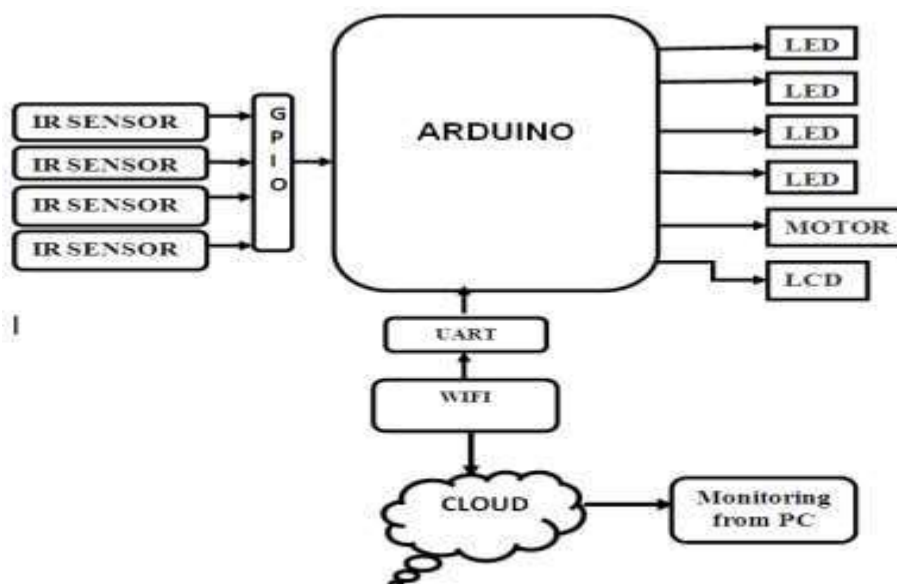 IR SENSOR
IR SENSOR
IR SENSOR
IR SENSOR
GPIO
ARDUINO
LED
LED
LED
LED
MOTOR
LCD
UART
WIFI
CLOUD
Monitoring
from PC